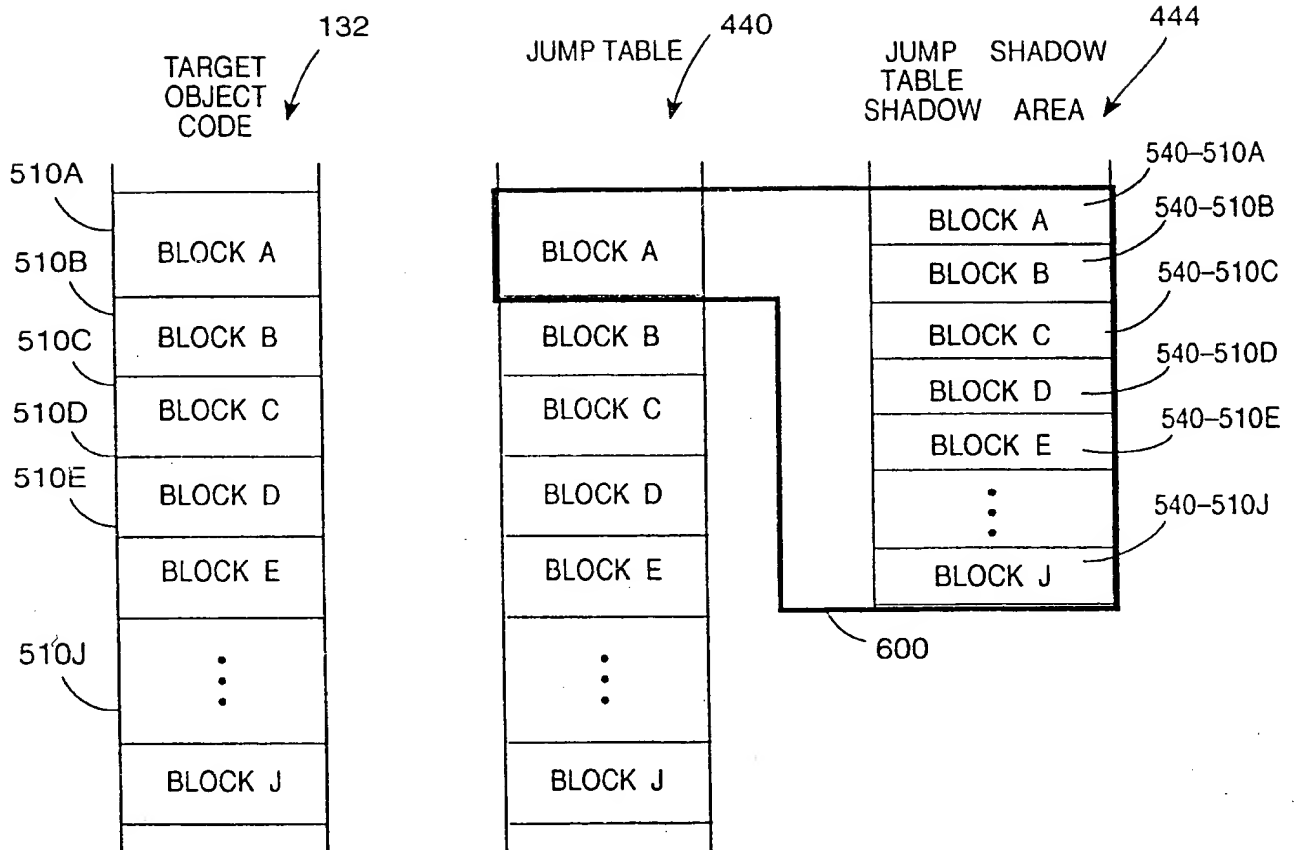 132
TARGET
OBJECT
CODE
JUMP TABLE
440
JUMP SHADOW
TABLE
SHADOW AREA
444
510A
BLOCK A
510B
BLOCK B
510C
BLOCK C
510D
510E
BLOCK D
BLOCK E
510J
BLOCK J
BLOCK A
BLOCK B
BLOCK C
BLOCK D
BLOCK E
BLOCK J
540–510A
BLOCK A
540–510B
BLOCK B
540–510C
BLOCK C
540–510D
BLOCK D
540–510E
BLOCK E
540–510J
BLOCK J
600